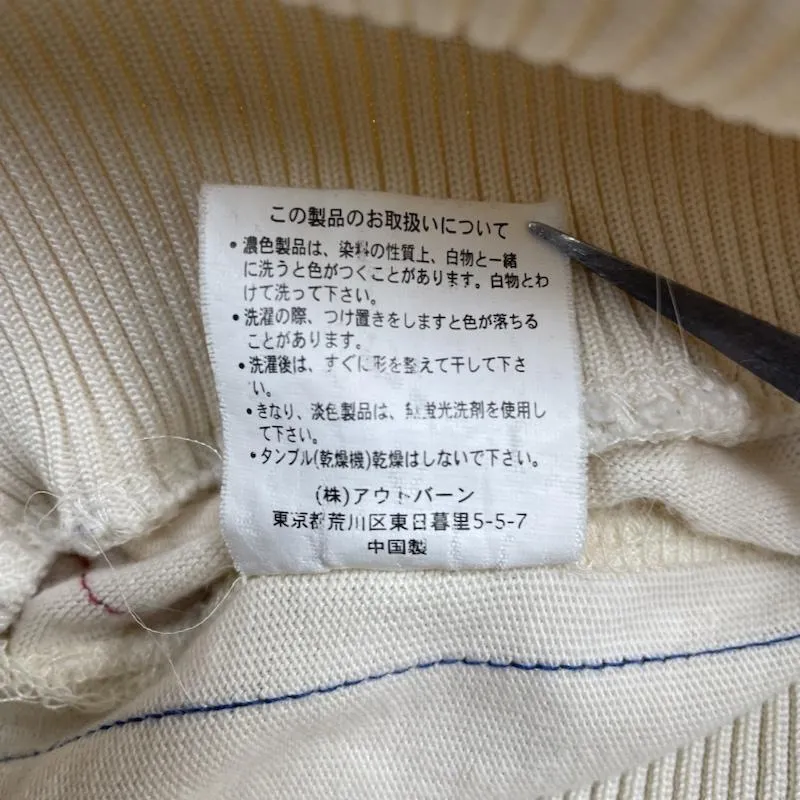 この製品のお取扱いについて
・濃色製品は、染料の性質上、白物と一緒
に洗うと色がつくことがあります。白物とわ
けて洗って下さい。
・洗濯の際、つけ置きをしますと色が落ちる
ことがあります。
・洗濯後は、すぐに形を整えて干して下さ
い。
・きなり、淡色製品は、無蛍光洗剤を使用し
て下さい。
・タンブル(乾燥機)乾燥はしないで下さい。
(株)アウトバーン
東京都荒川区東日暮里5-5-7
中国製